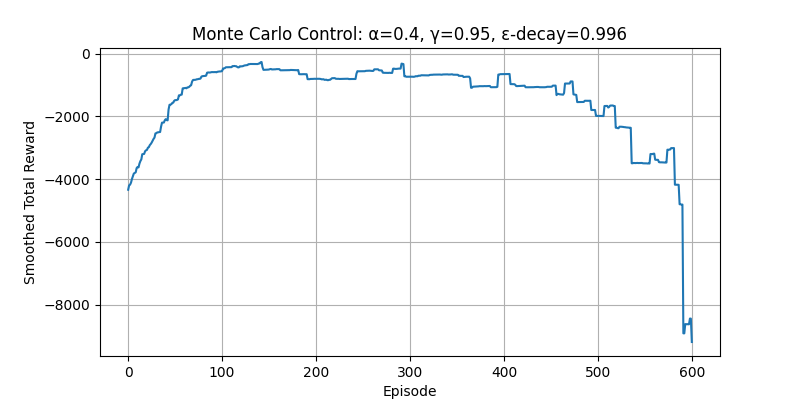 Monte Carlo Control: α=0.4, γ=0.95, ε-decay=0.996
Smoothed Total Reward
0
−2000
−4000
−6000
−8000
0 100 200 300 400 500 600
Episode